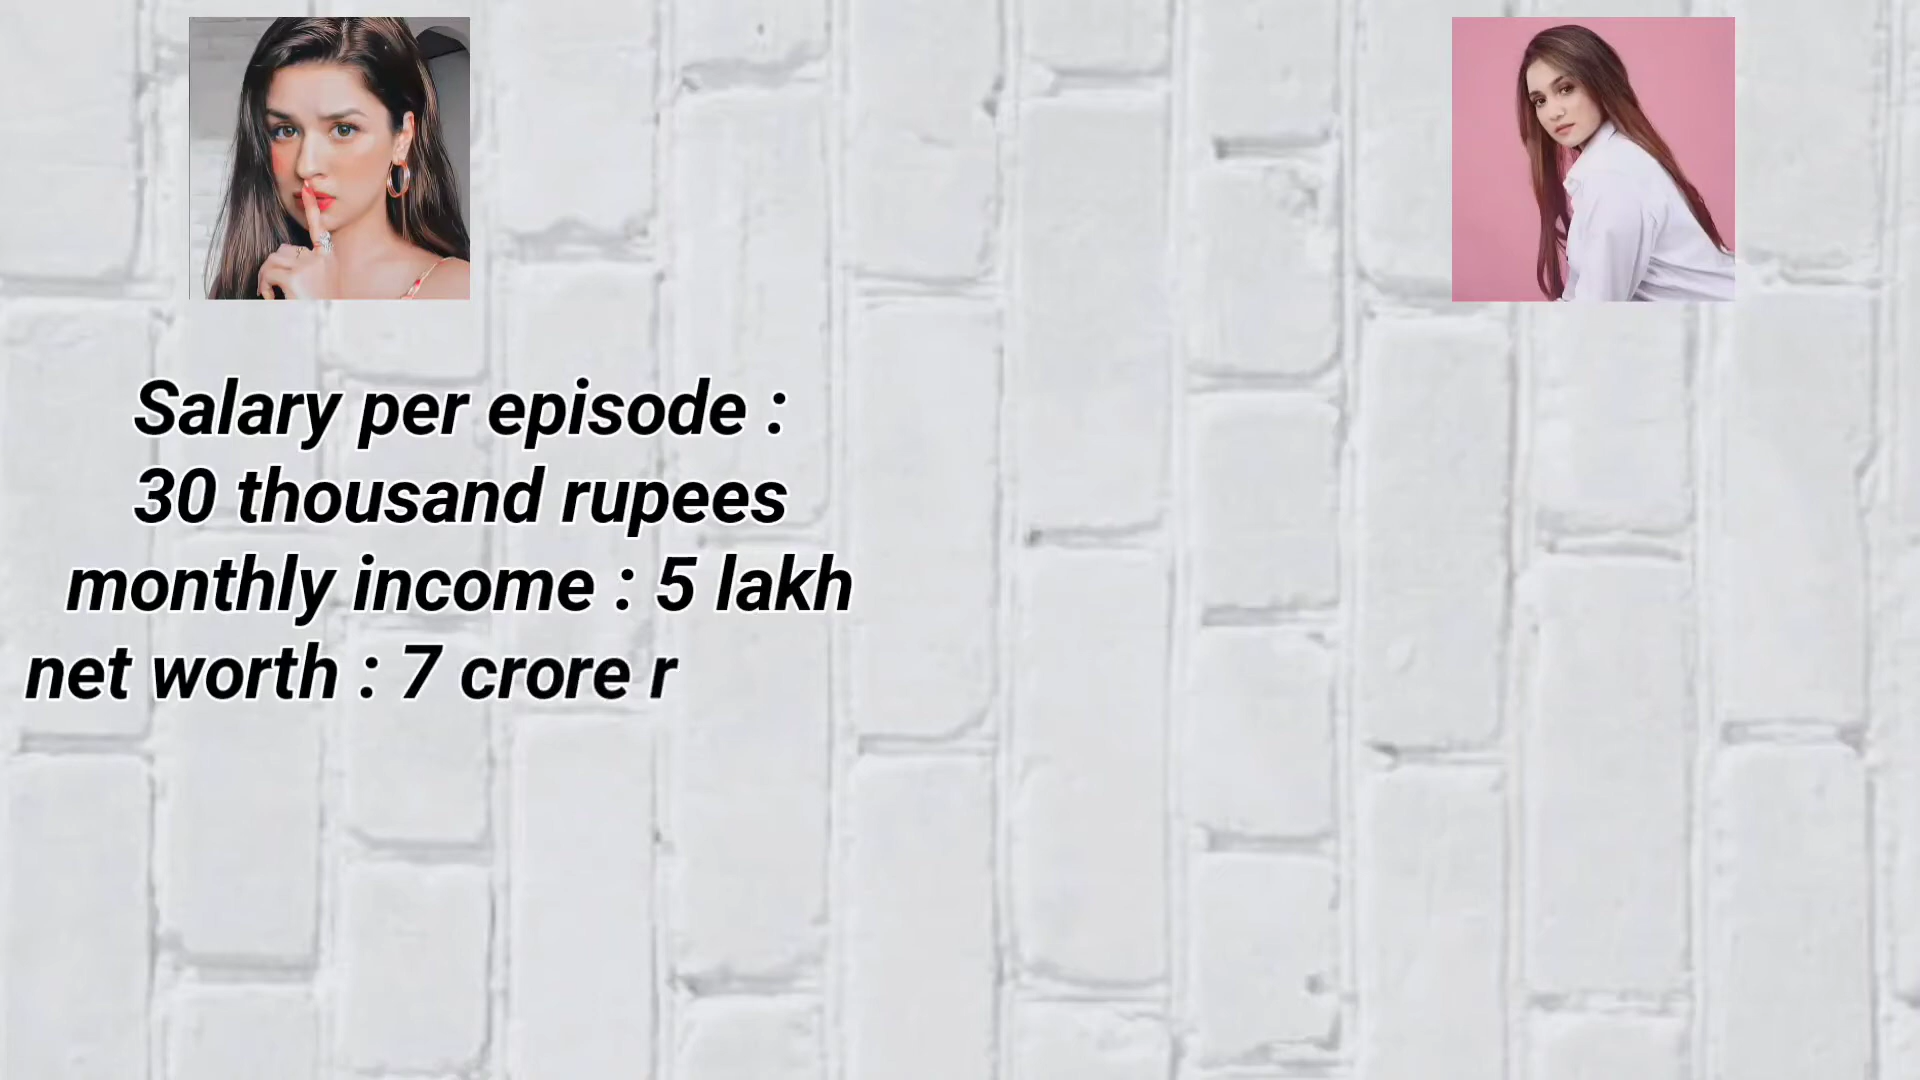 Salary per episode :
30 thousand rupees
monthly income : 5 lakh
net worth : 7 crore r